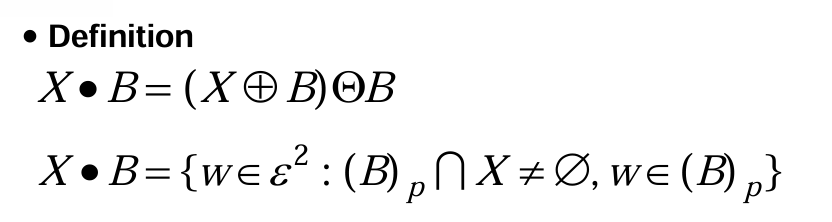 • Definition
X • B = (X ⊕ B)ΘB
X • B = {w ∈ ε² : (B)ₚ ⋂ X ≠ ∅, w ∈ (B)ₚ}